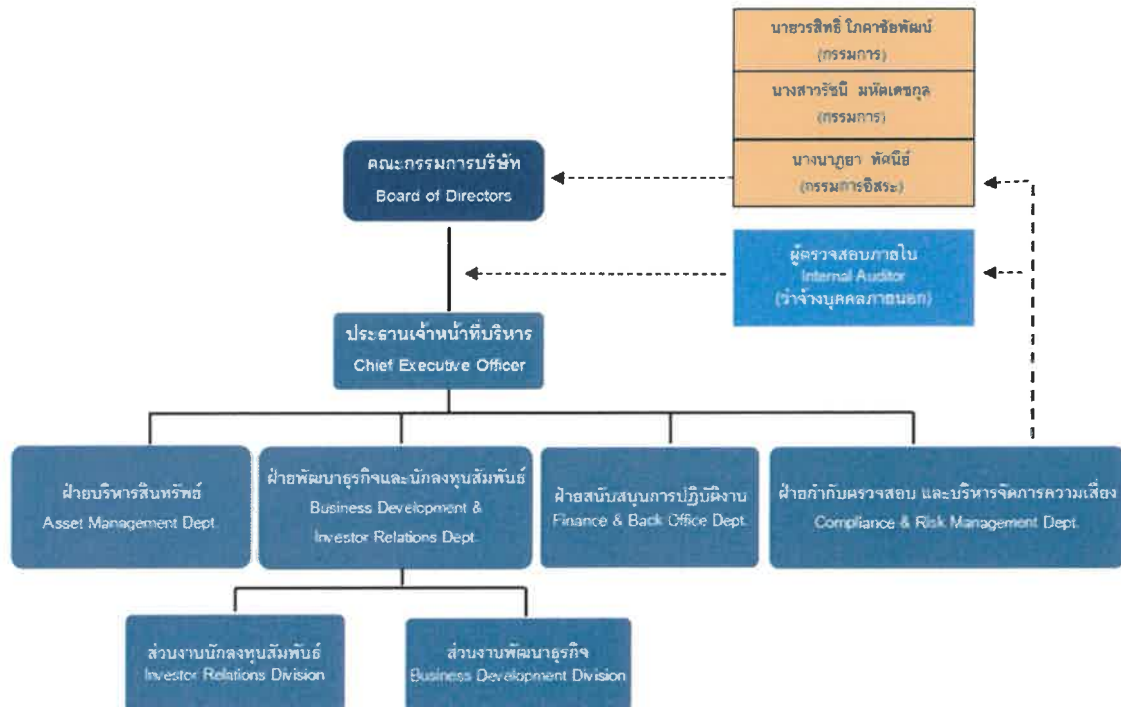 นายวรสิทธิ์ โภคาชัยพัฒน์
(กรรมการ)
นางสาวรัชนี มหัตเดชกุล
(กรรมการ)
นางนาฏยา พัศนีย์
(กรรมการอิสระ)
คณะกรรมการบริษัท
Board of Directors
ผู้ตรวจสอบภายใน
Internal Auditor
(ว่าจ้างบุคคลภายนอก)
ประธานเจ้าหน้าที่บริหาร
Chief Executive Officer
ฝ่ายบริหารสินทรัพย์
Asset Management Dept.
ฝ่ายพัฒนาธุรกิจและนักลงทุนสัมพันธ์
Business Development &
Investor Relations Dept.
ฝ่ายสนับสนุนการปฏิบัติงาน
Finance & Back Office Dept.
ฝ่ายกำกับตรวจสอบ และบริหารจัดการความเสี่ยง
Compliance & Risk Management Dept.
ส่วนงานนักลงทุนสัมพันธ์
Investor Relations Division
ส่วนงานพัฒนาธุรกิจ
Business Development Division